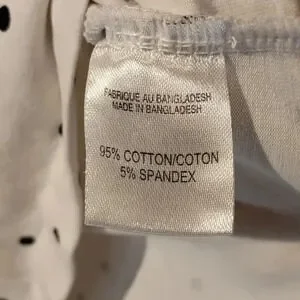 FABRIQUE AU BANGLADESH
MADE IN BANGLADESH
95% COTTON/COTON
5% SPANDEX